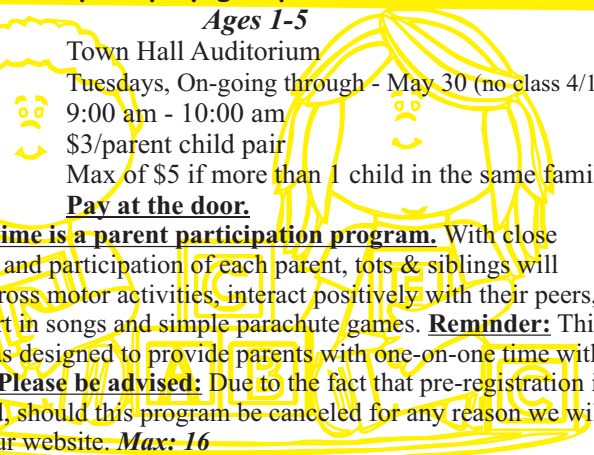 Ages 1-5
Town Hall Auditorium
Tuesdays, On-going through - May 30 (no class 4/1
9:00 am - 10:00 am
$3/parent child pair
Max of $5 if more than 1 child in the same fami
Pay at the door.
ime is a parent participation program. With close
and participation of each parent, tots & siblings will
ross motor activities, interact positively with their peers,
rt in songs and simple parachute games. Reminder: Thi
as designed to provide parents with one-on-one time with
Please be advised: Due to the fact that pre-registration i
d, should this program be canceled for any reason we wil
ur website. Max: 16
C
E
A B
C